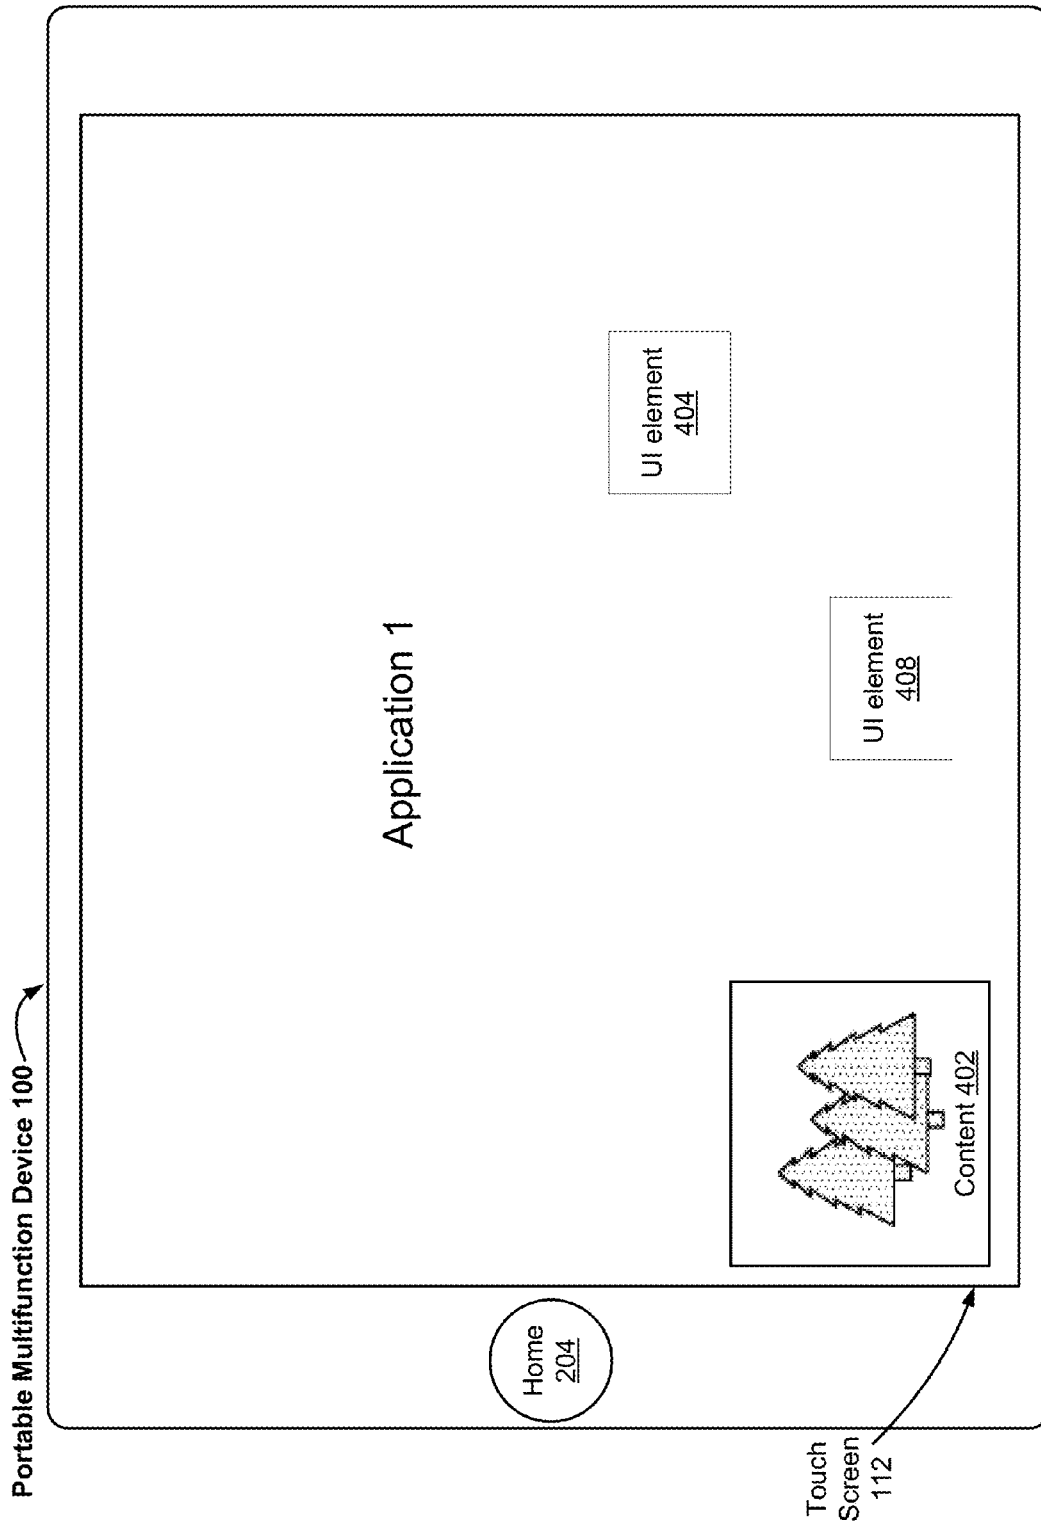 Portable Multifunction Device 100
Application 1
UI element
404
UI element
408
Content 402
Home
204
Touch
Screen
112